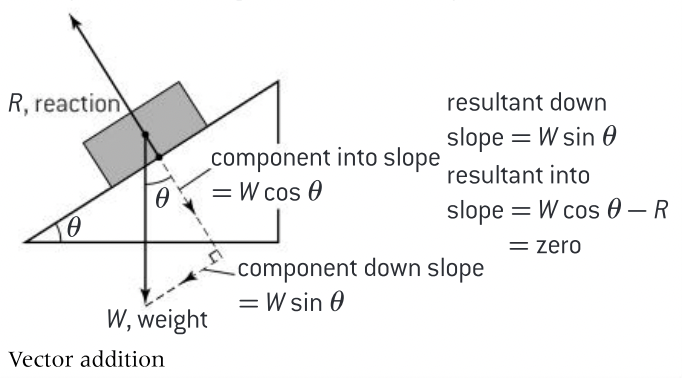 R, reaction
component into slope
= W cos θ
θ
θ
component down slope
= W sin θ
W, weight
resultant down
slope = W sin θ
resultant into
slope = W cos θ – R
= zero
Vector addition